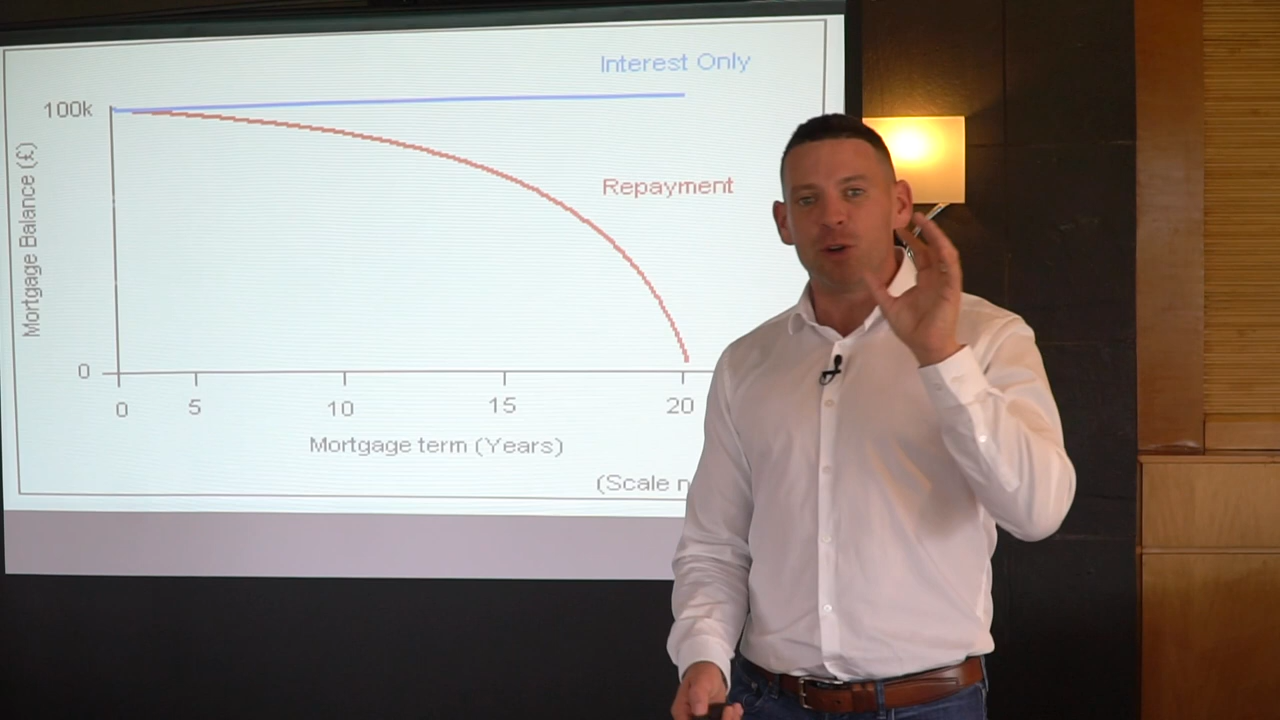 Interest Only
100k
Repayment
Mortgage Balance (£)
0
0 5 10 15 20
Mortgage term (Years)
(Scale